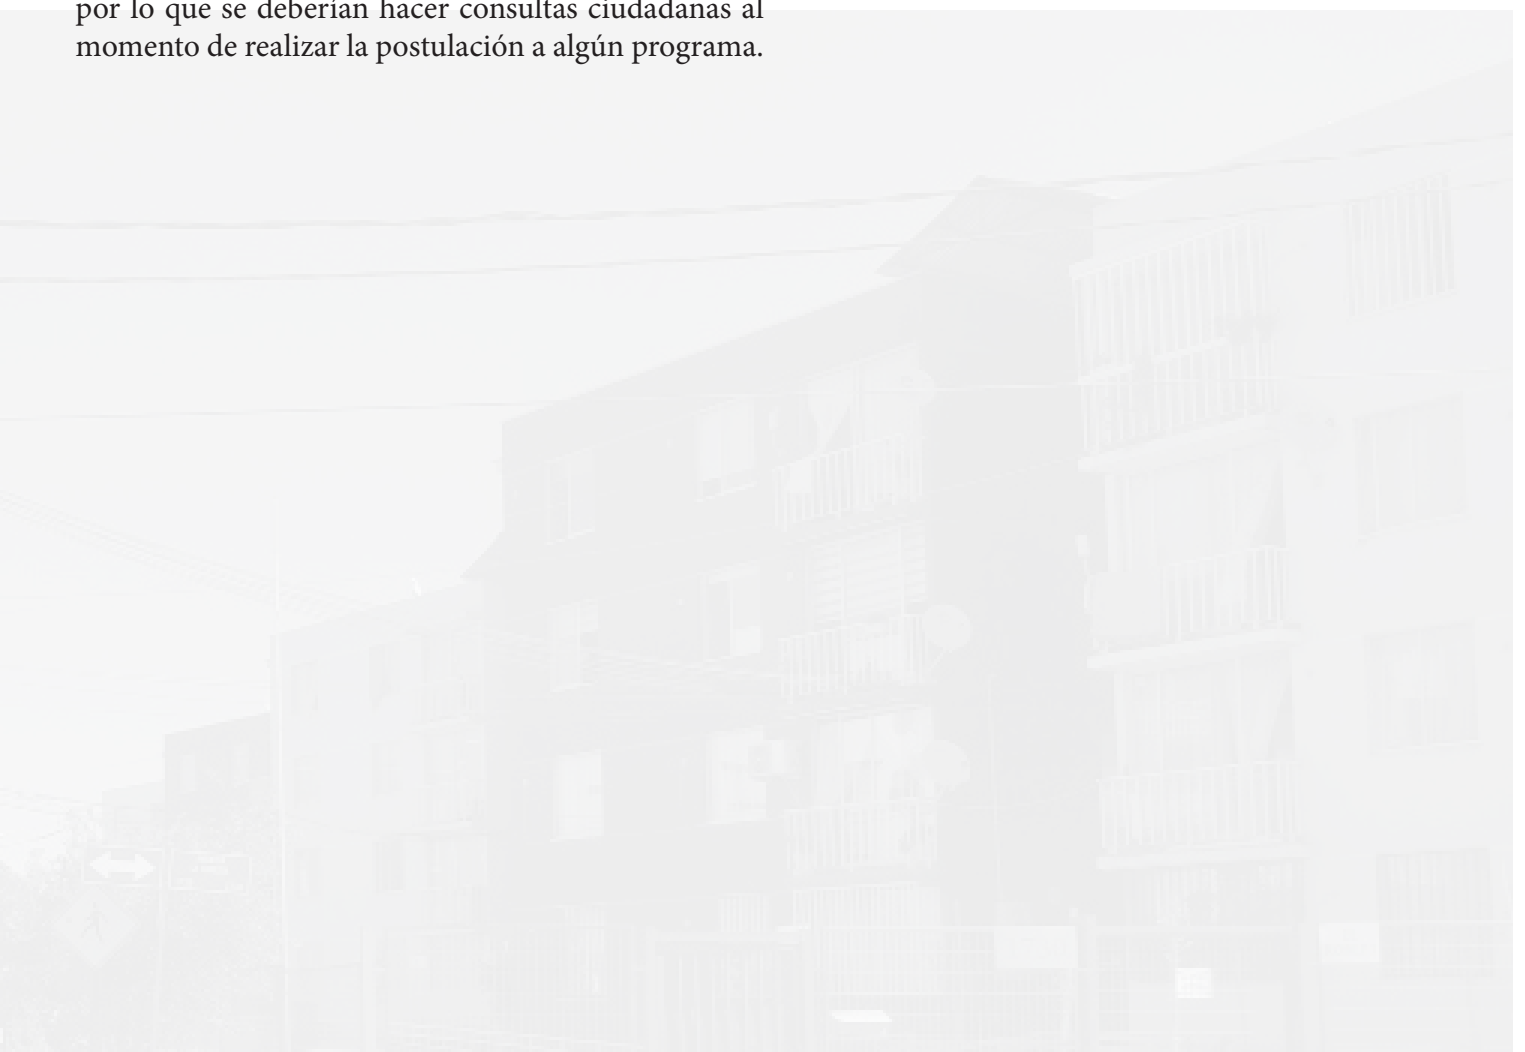 por lo que se deberían hacer consultas ciudadanas al
momento de realizar la postulación a algún programa.